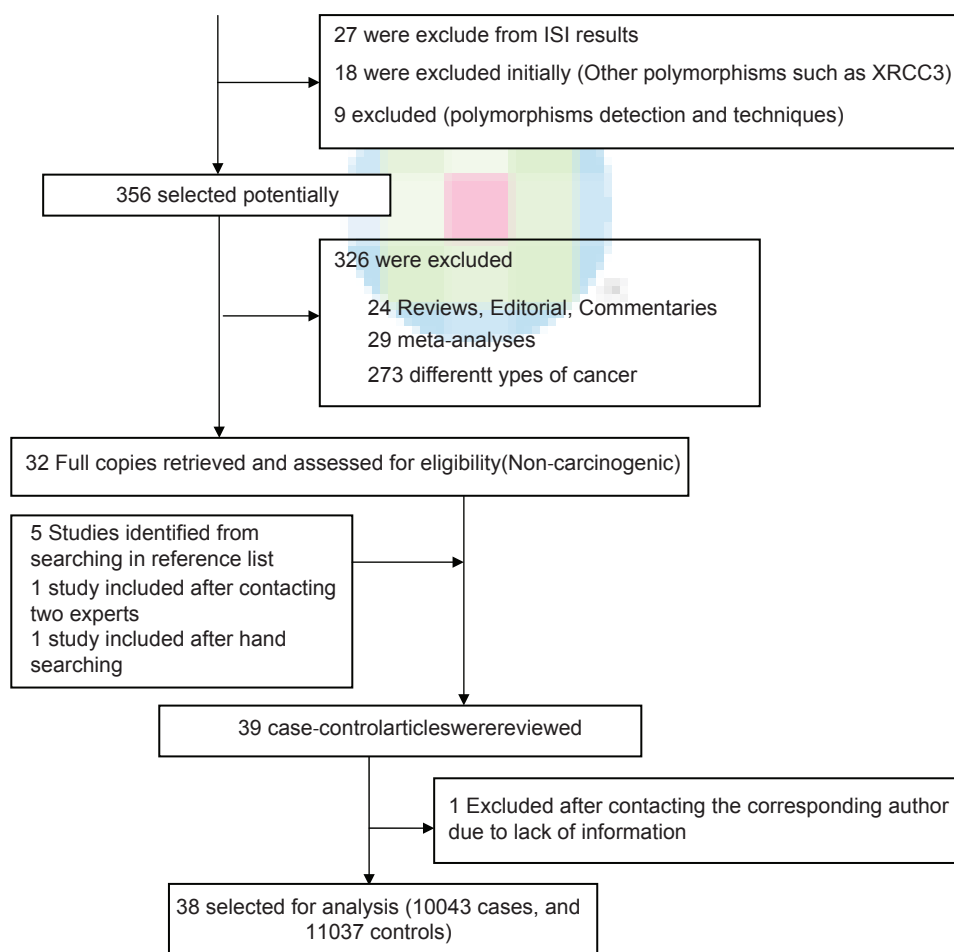 27 were exclude from ISI results
18 were excluded initially (Other polymorphisms such as XRCC3)
9 excluded (polymorphisms detection and techniques)
356 selected potentially
326 were excluded
24 Reviews, Editorial, Commentaries
29 meta-analyses
273 differentt ypes of cancer
32 Full copies retrieved and assessed for eligibility(Non-carcinogenic)
5 Studies identified from
searching in reference list
1 study included after contacting
two experts
1 study included after hand
searching
39 case-controlarticleswerereviewed
1 Excluded after contacting the corresponding author
due to lack of information
38 selected for analysis (10043 cases, and
11037 controls)